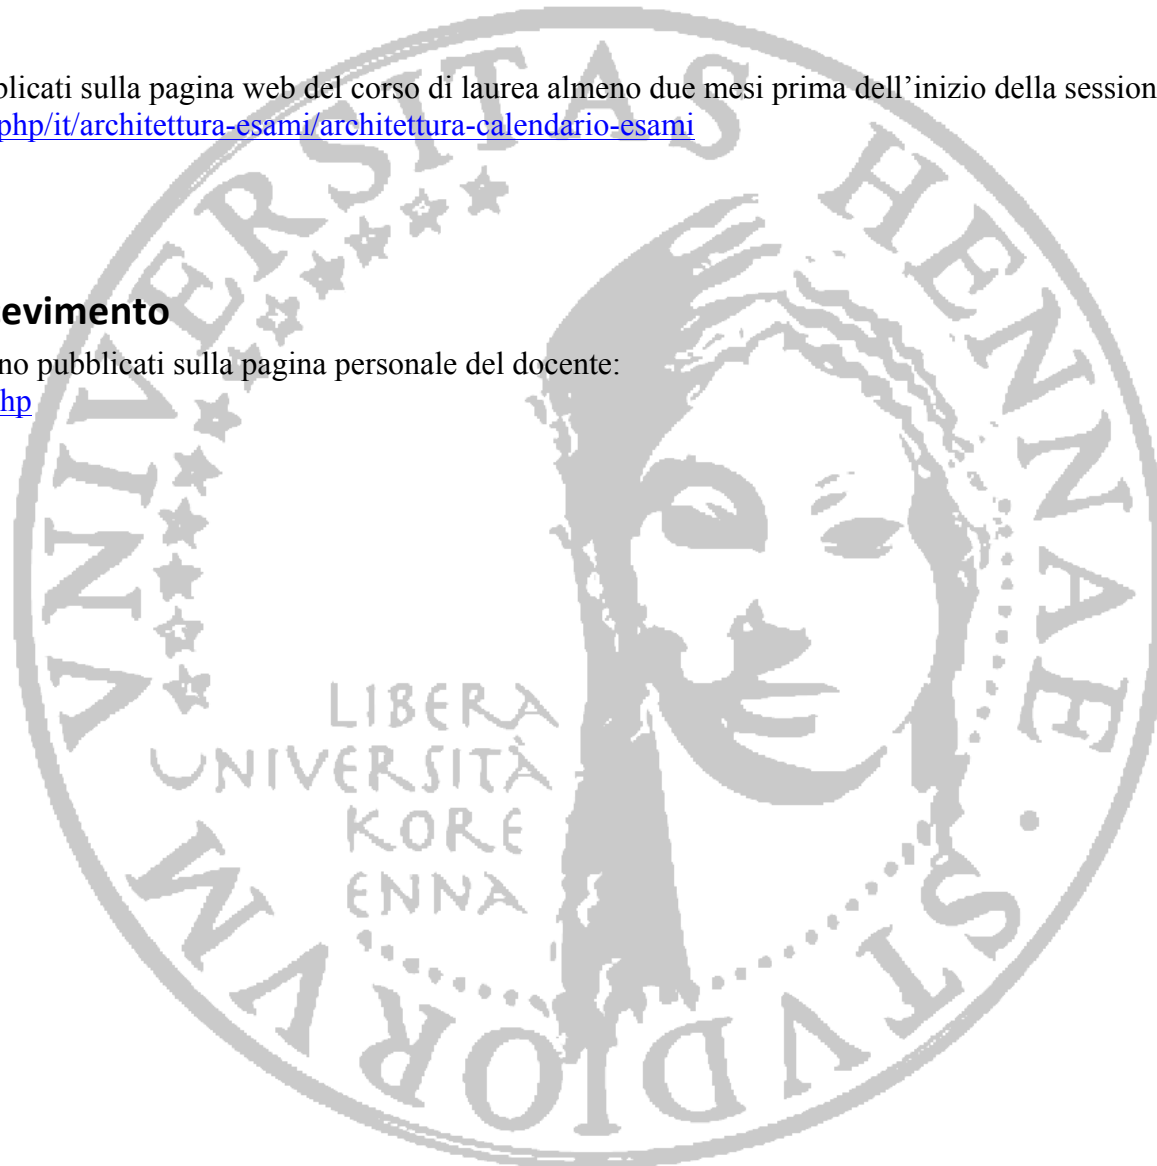 blicati sulla pagina web del corso di laurea almeno due mesi prima dell’inizio della session
php/it/architettura-esami/architettura-calendario-esami
evimento
no pubblicati sulla pagina personale del docente:
hp
VNIVERSITAS HENNAE · STVDIORVM
LIBERA
UNIVERSITÀ
KORE
ENNA